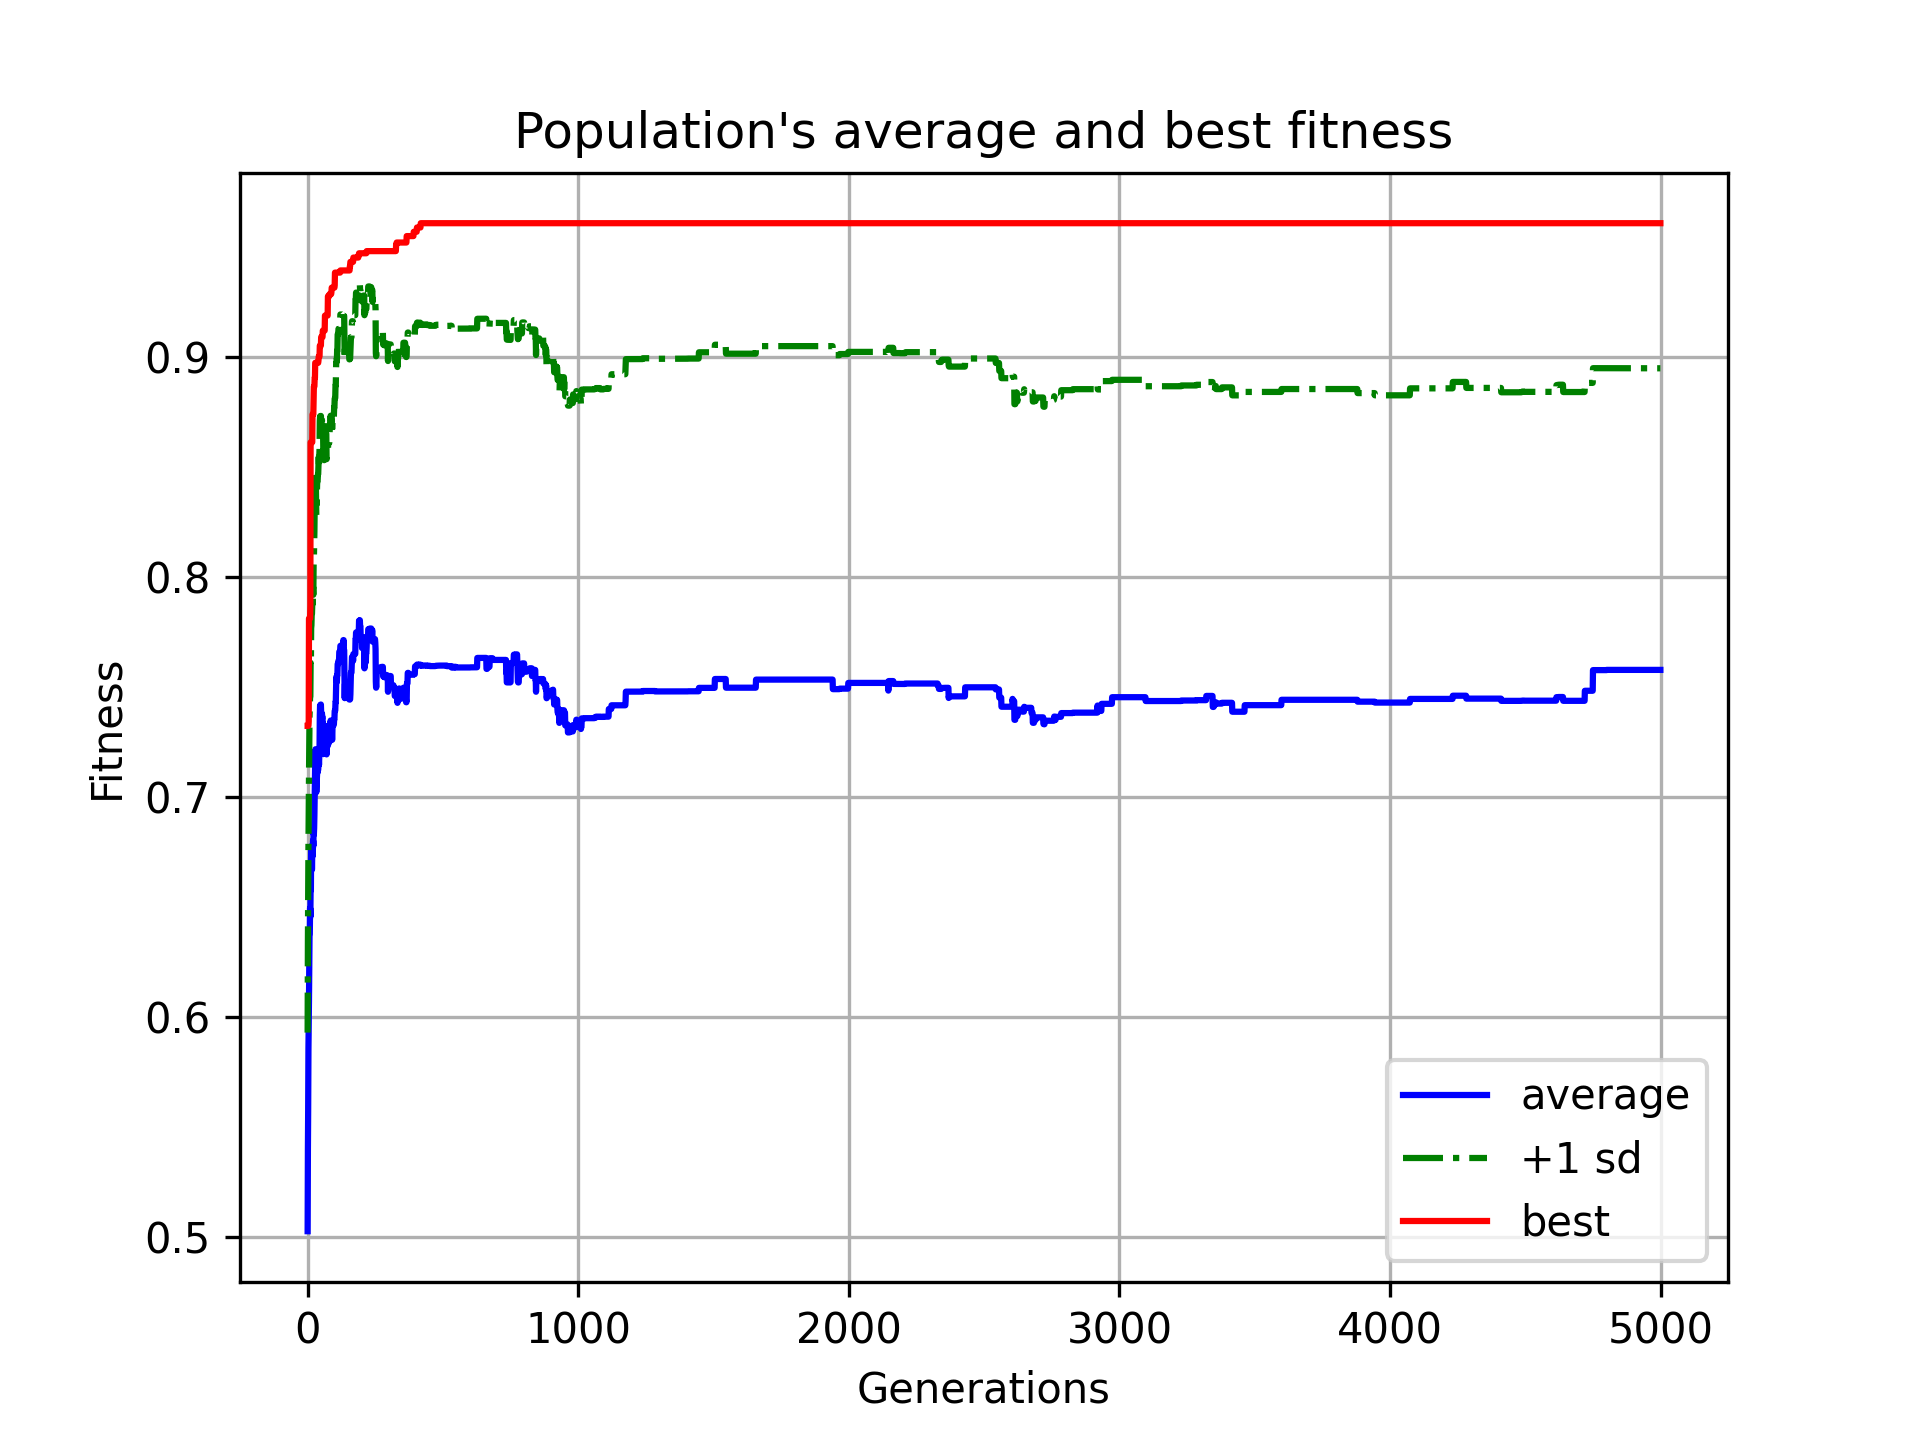 Population's average and best fitness
Fitness
0.9
0.8
0.7
0.6
0.5
0
1000
2000
3000
4000
5000
Generations
average
+1 sd
best